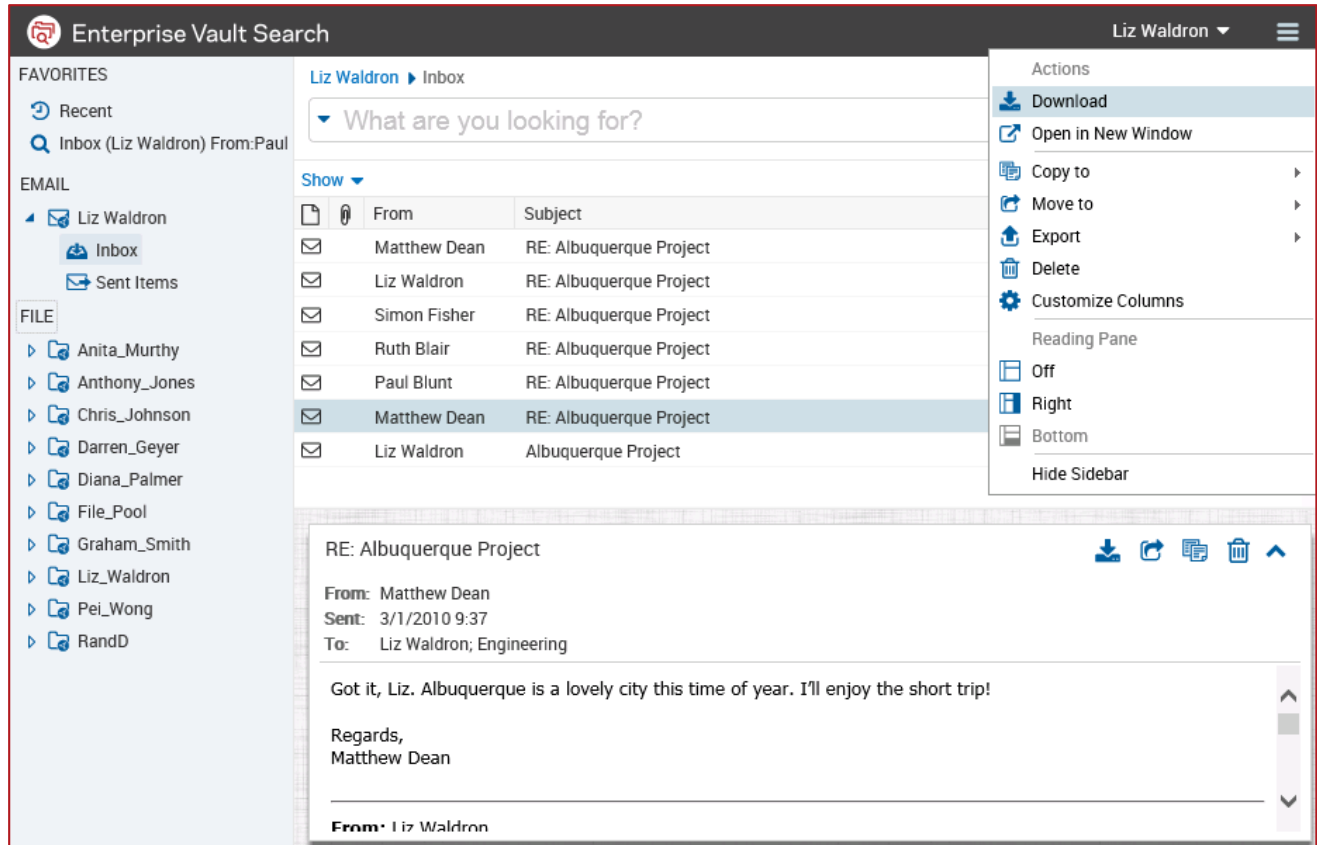 Enterprise Vault Search
Liz Waldron
FAVORITES
Recent
Inbox (Liz Waldron) From:Paul
EMAIL
Liz Waldron
Inbox
Sent Items
FILE
Anita_Murthy
Anthony_Jones
Chris_Johnson
Darren_Geyer
Diana_Palmer
File_Pool
Graham_Smith
Liz_Waldron
Pei_Wong
RandD
Liz Waldron Inbox
What are you looking for?
Show
From Subject
Matthew Dean RE: Albuquerque Project
Liz Waldron RE: Albuquerque Project
Simon Fisher RE: Albuquerque Project
Ruth Blair RE: Albuquerque Project
Paul Blunt RE: Albuquerque Project
Matthew Dean RE: Albuquerque Project
Liz Waldron Albuquerque Project
Actions
Download
Open in New Window
Copy to
Move to
Export
Delete
Customize Columns
Reading Pane
Off
Right
Bottom
Hide Sidebar
RE: Albuquerque Project
From: Matthew Dean
Sent: 3/1/2010 9:37
To: Liz Waldron; Engineering
Got it, Liz. Albuquerque is a lovely city this time of year. I'll enjoy the short trip!
Regards,
Matthew Dean
From: Liz Waldron